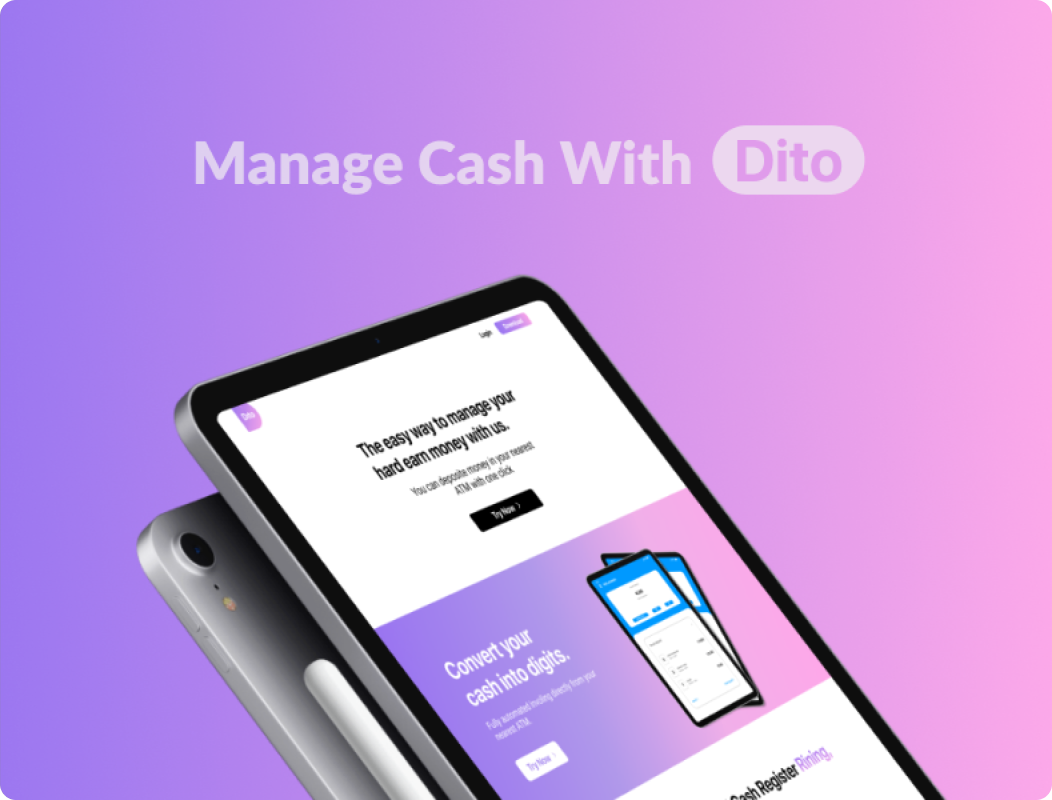 Manage Cash With Dito
Login
Download
Dito
The easy way to manage your
hard earn money with us.
You can deposite money in your nearest
ATM with one click
Try Now
Convert your
cash into digits.
Fully automated invoicing directly from your
nearest ATM.
Try Now
Cash Register Rining,